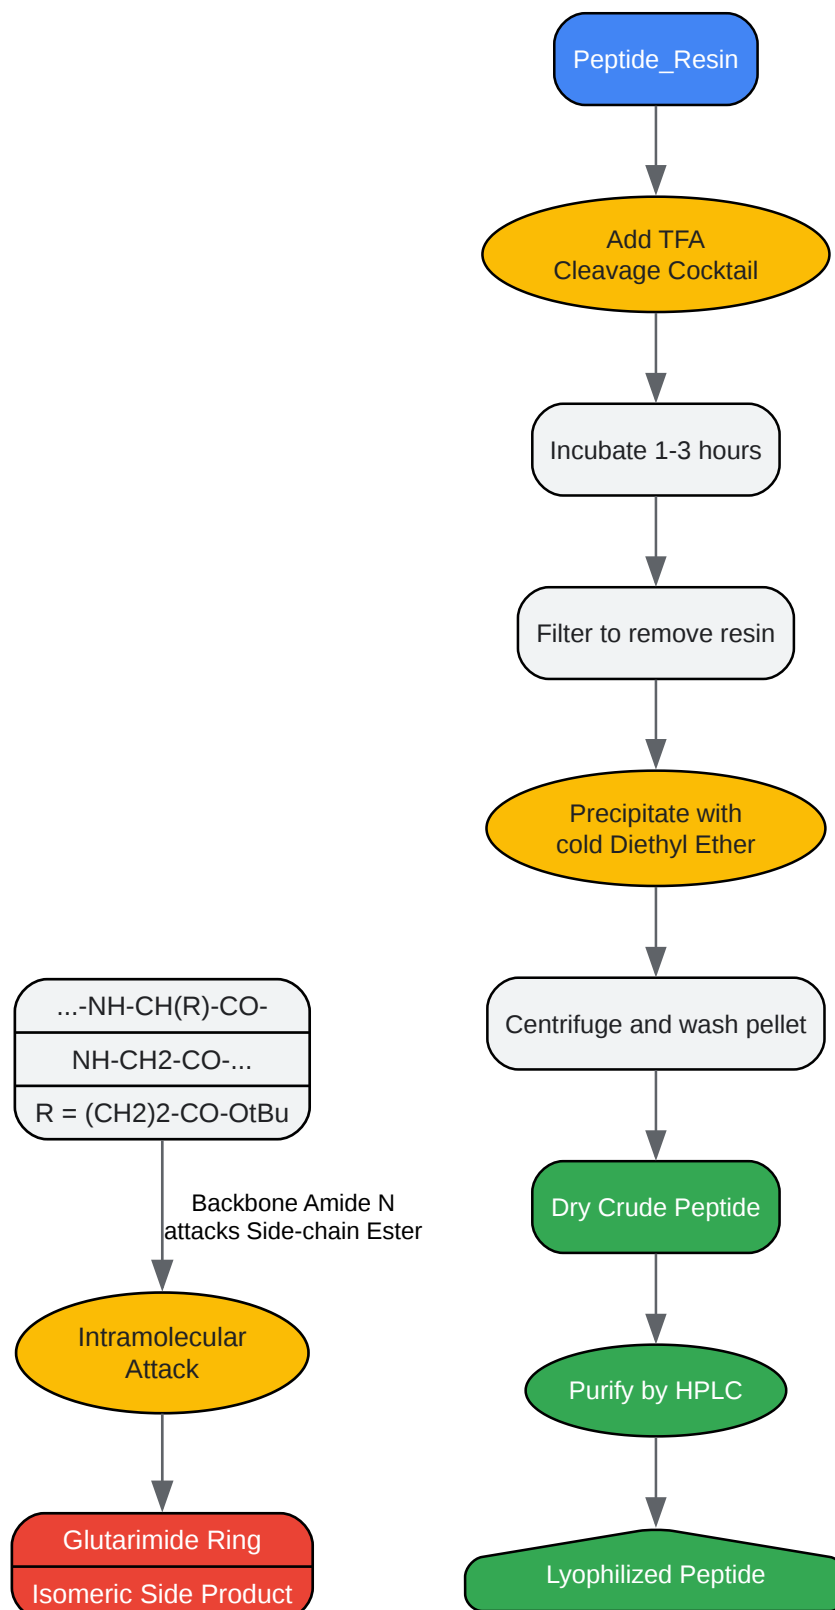 Peptide_Resin
Add TFA
Cleavage Cocktail
Incubate 1-3 hours
Filter to remove resin
Precipitate with
cold Diethyl Ether
Centrifuge and wash pellet
Dry Crude Peptide
Purify by HPLC
Lyophilized Peptide
...-NH-CH(R)-CO-
NH-CH2-CO-...
R = (CH2)2-CO-OtBu
Backbone Amide N
attacks Side-chain Ester
Intramolecular
Attack
Glutarimide Ring
Isomeric Side Product